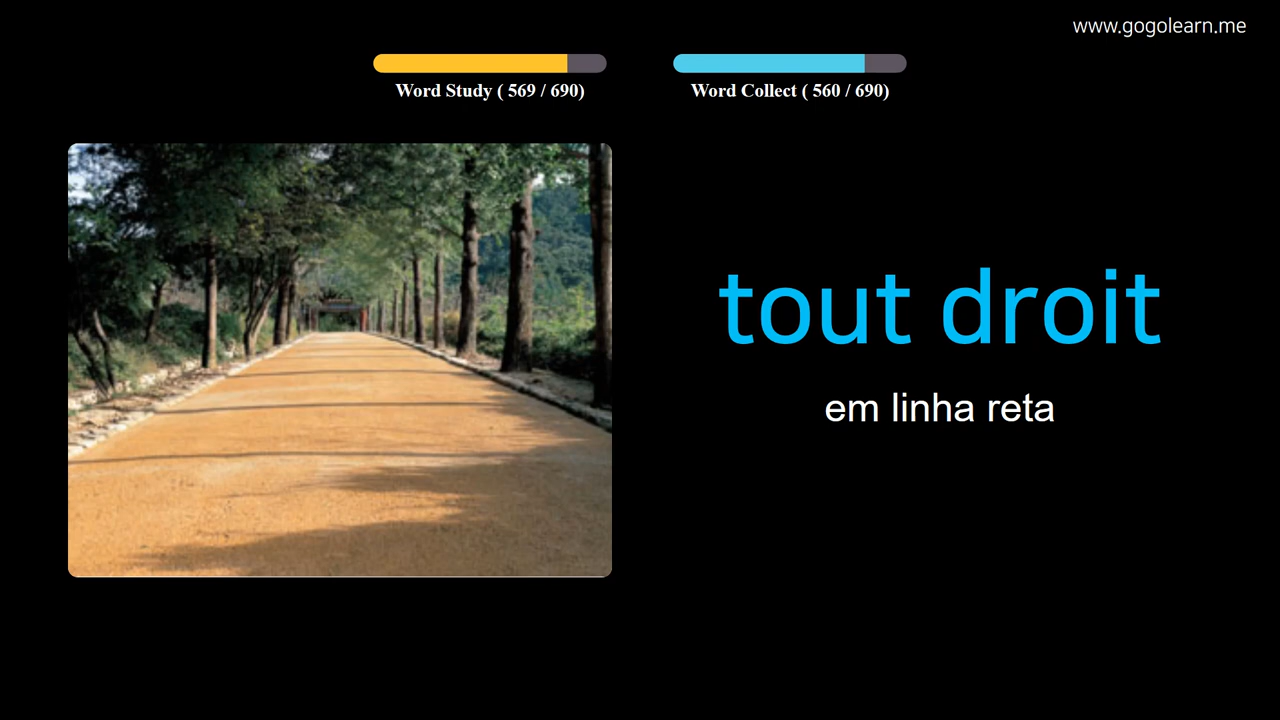 www.gogolearn.me
Word Study ( 569 / 690)
Word Collect ( 560 / 690)
tout droit
em linha reta